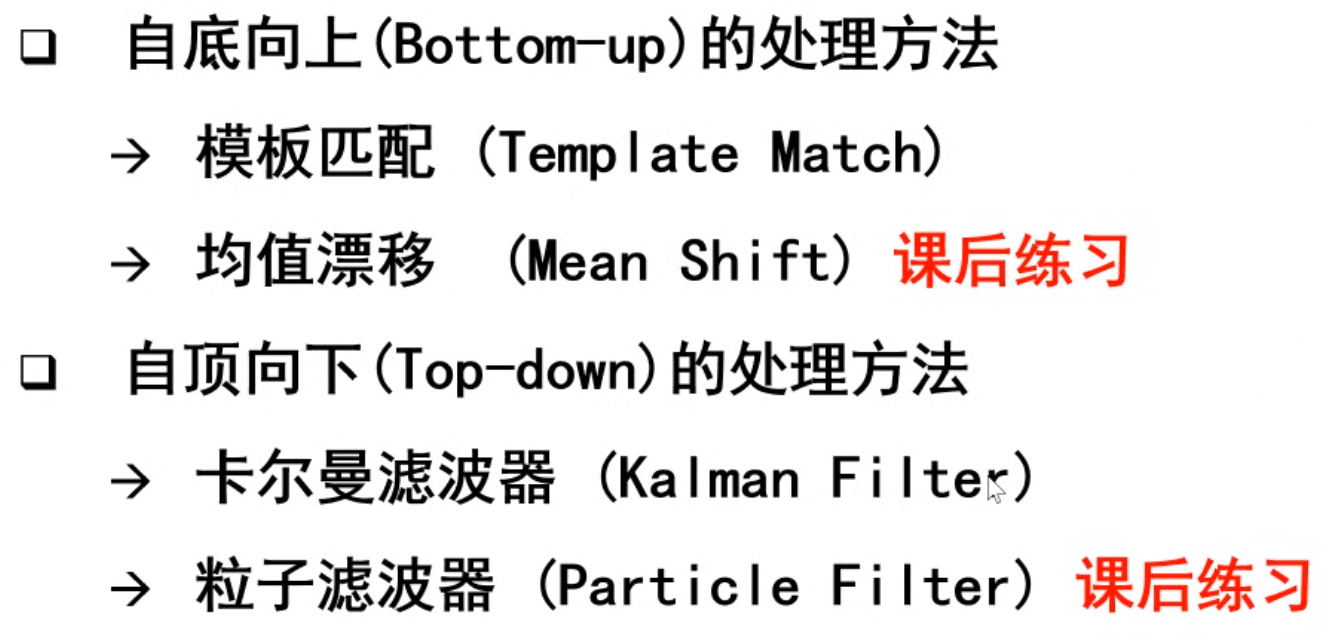 ❑ 自底向上(Bottom-up)的处理方法
→ 模板匹配 (Template Match)
→ 均值漂移 (Mean Shift) 课后练习
❑ 自顶向下(Top-down)的处理方法
→ 卡尔曼滤波器 (Kalman Filter)
→ 粒子滤波器 (Particle Filter) 课后练习